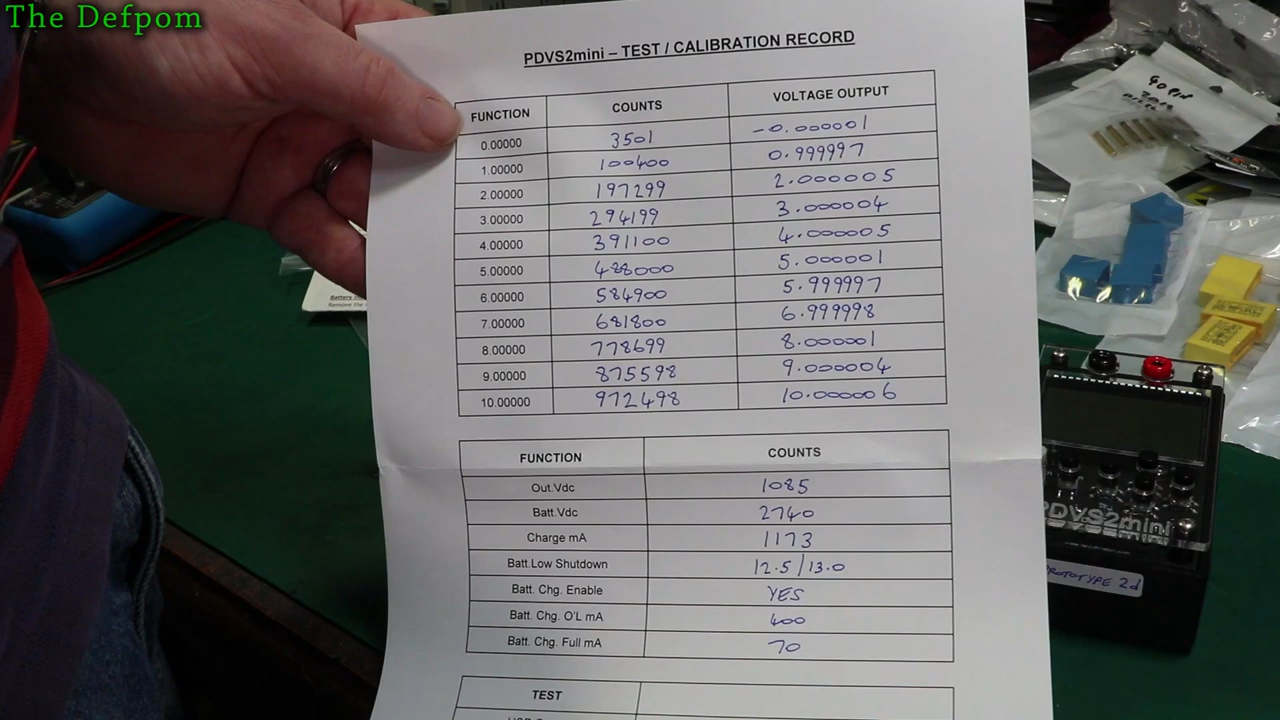 The Defpom
PDVS2mini – TEST / CALIBRATION RECORD
FUNCTION COUNTS VOLTAGE OUTPUT
0.00000 3501 -0.000001
1.00000 100400 0.999997
2.00000 197299 2.000005
3.00000 294199 3.000004
4.00000 391100 4.000005
5.00000 488000 5.000001
6.00000 584900 5.999997
7.00000 681800 6.999998
8.00000 778699 8.000001
9.00000 875598 9.000004
10.00000 972498 10.000006
FUNCTION COUNTS
Out.Vdc 1085
Batt.Vdc 2740
Charge mA 1173
Batt.Low Shutdown 12.5/13.0
Batt. Chg. Enable YES
Batt. Chg. O'L mA 400
Batt. Chg. Full mA 70
TEST
Battery
Remove the
40 PIN
PDVS2mini
PROTOTYPE 2d